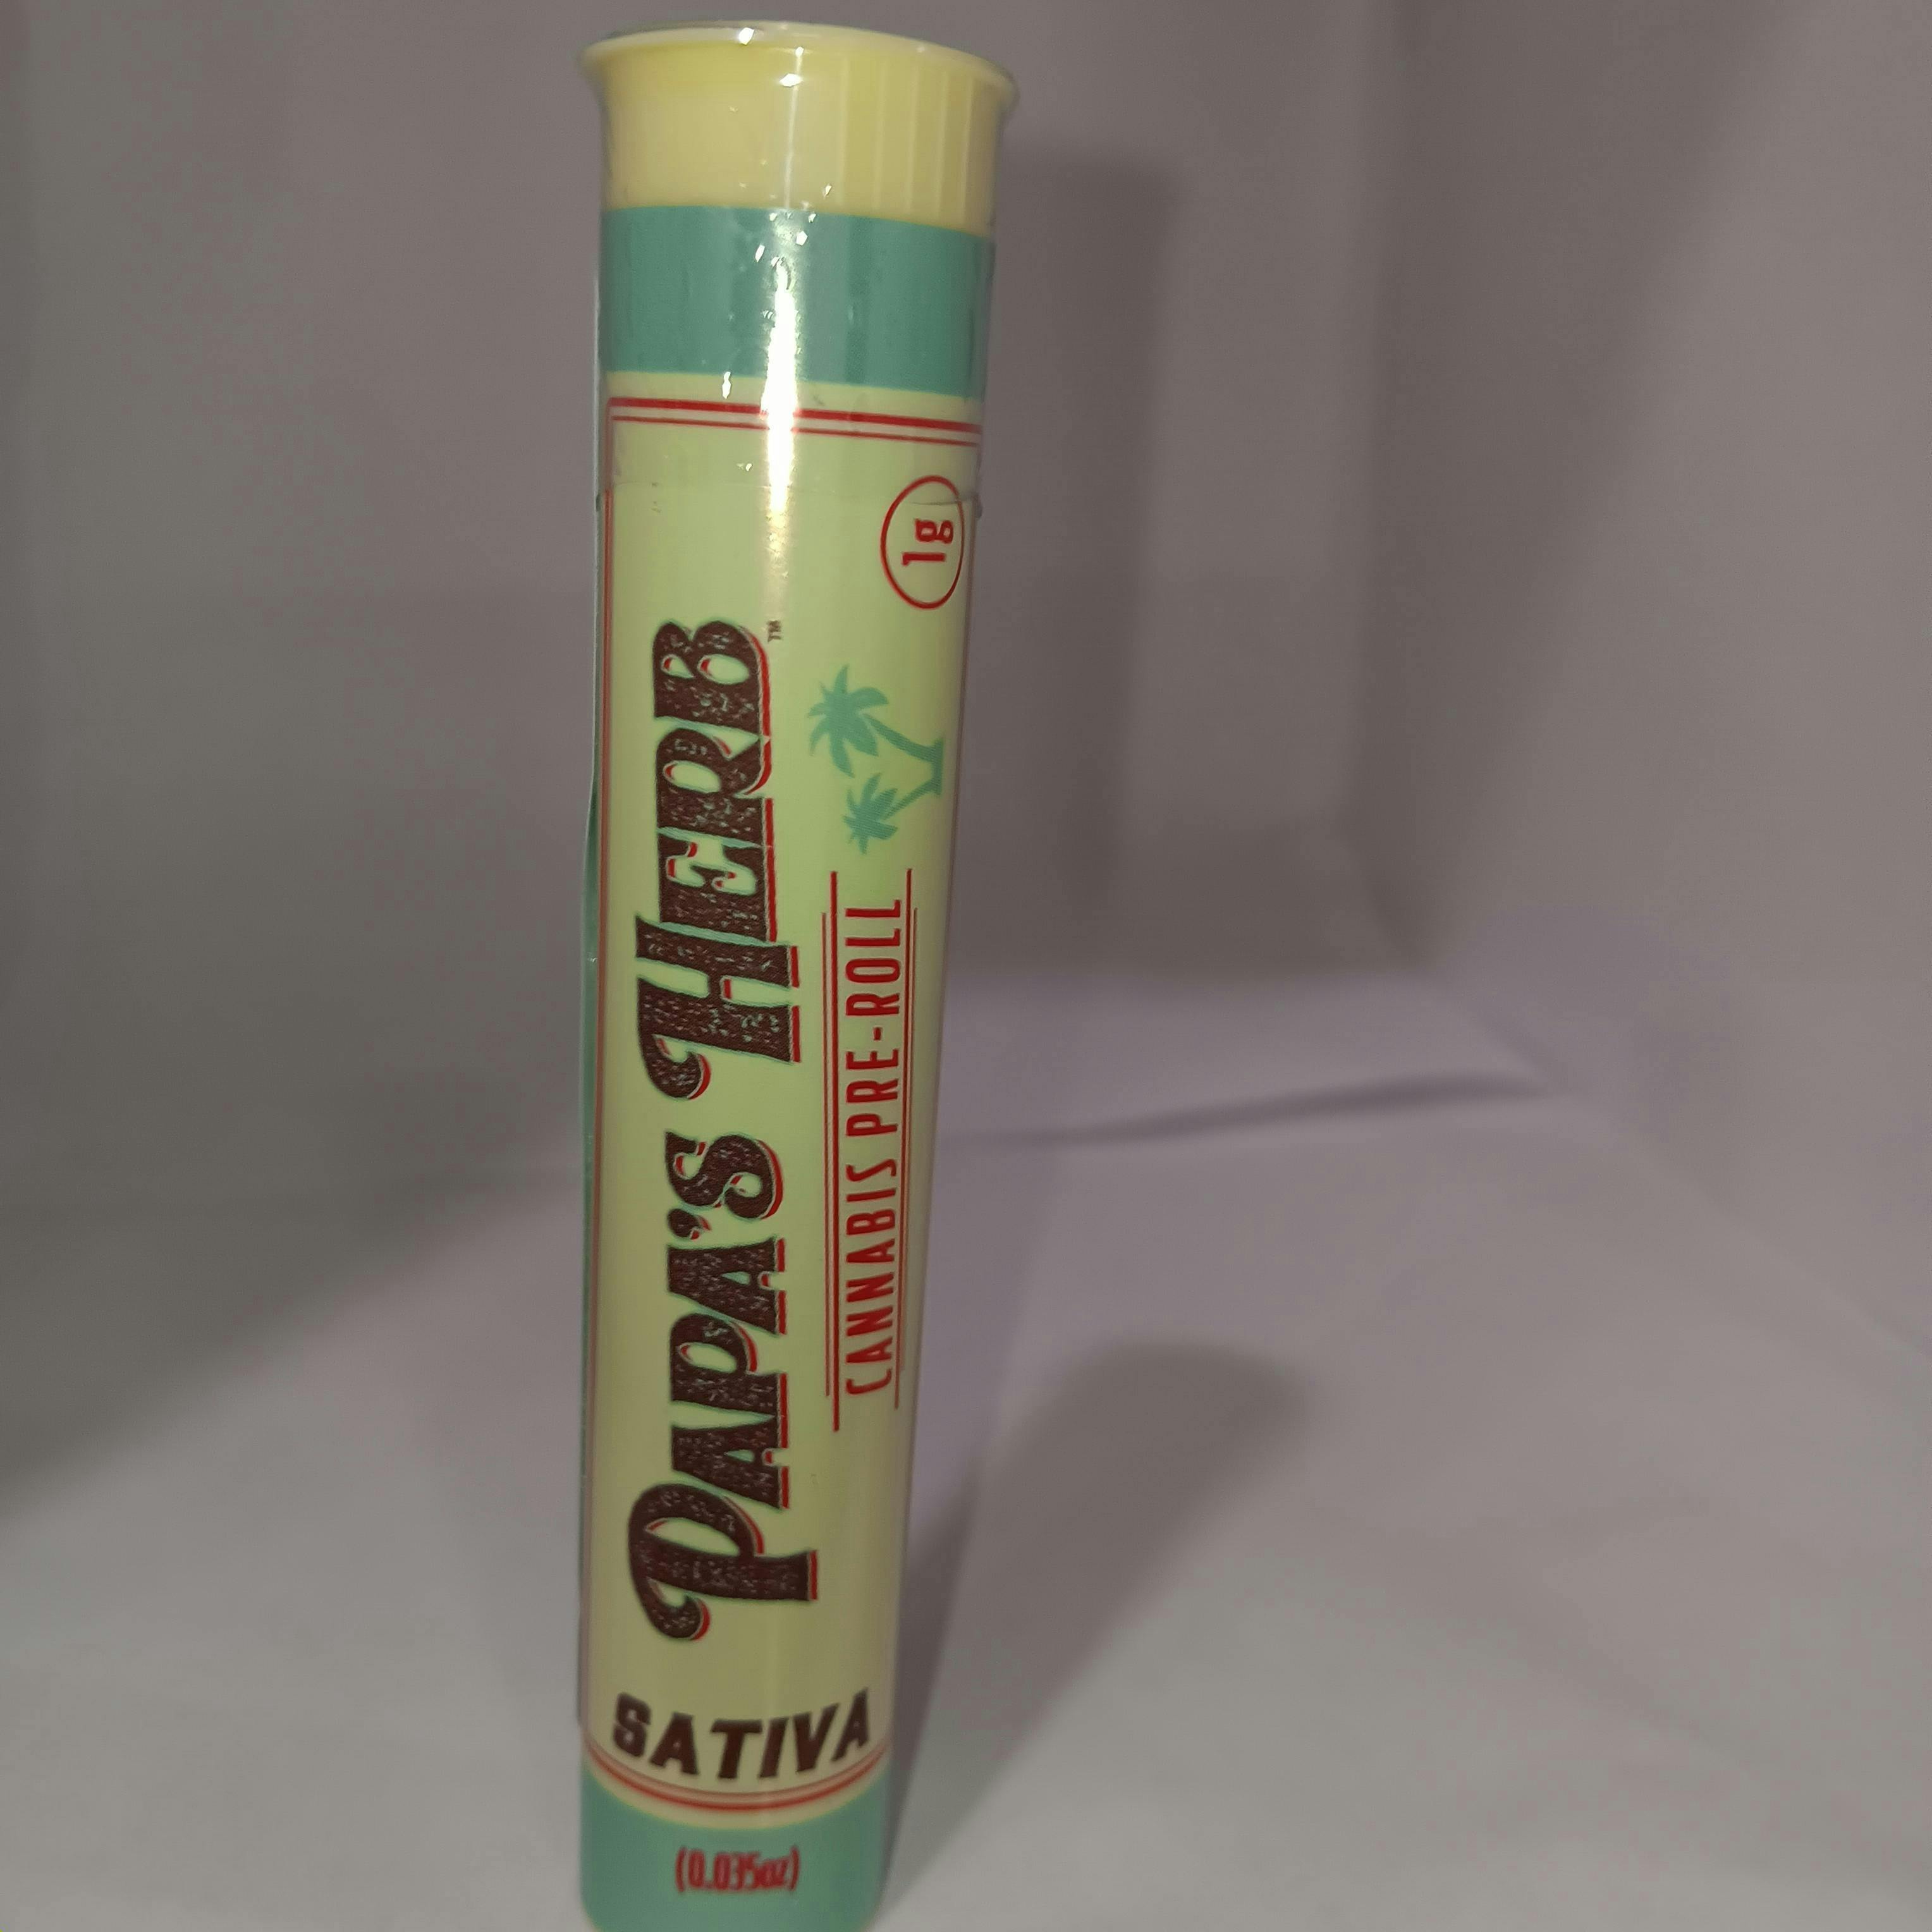 1g
PAPA'S HERB™
CANNABIS PRE-ROLL
SATIVA
(0.035oz)